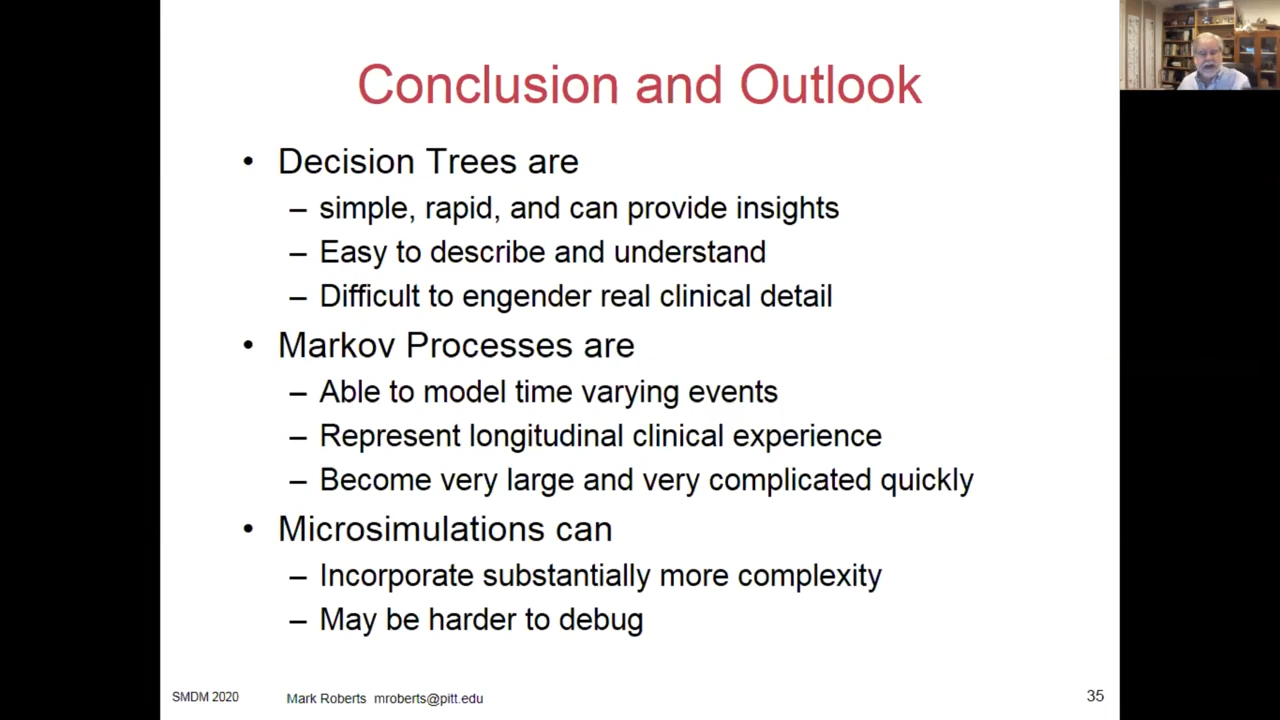 Conclusion and Outlook
• Decision Trees are
– simple, rapid, and can provide insights
– Easy to describe and understand
– Difficult to engender real clinical detail
• Markov Processes are
– Able to model time varying events
– Represent longitudinal clinical experience
– Become very large and very complicated quickly
• Microsimulations can
– Incorporate substantially more complexity
– May be harder to debug
SMDM 2020
Mark Roberts mroberts@pitt.edu
35